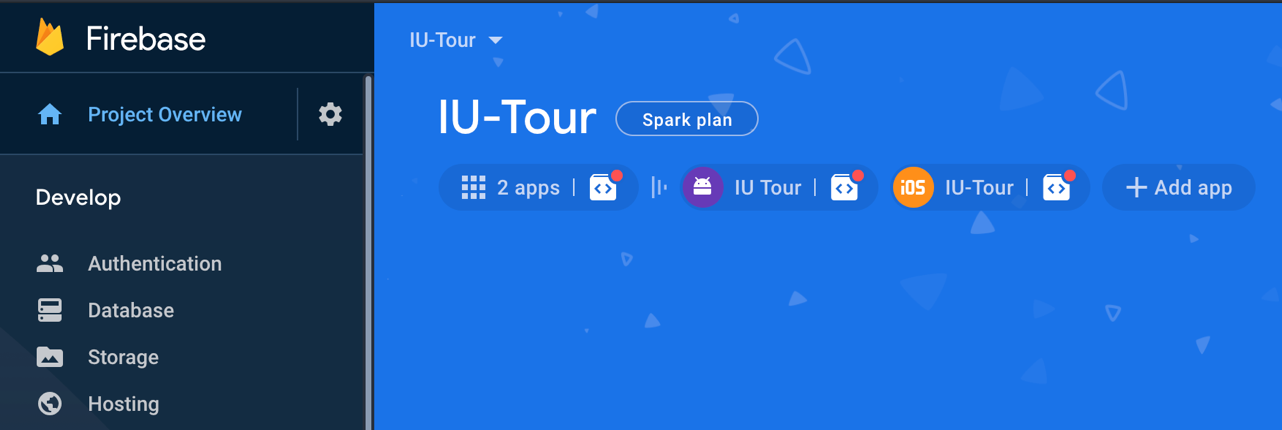 Firebase
Project Overview
Develop
Authentication
Database
Storage
Hosting
IU-Tour
IU-Tour Spark plan
2 apps IU Tour iOS IU-Tour + Add app